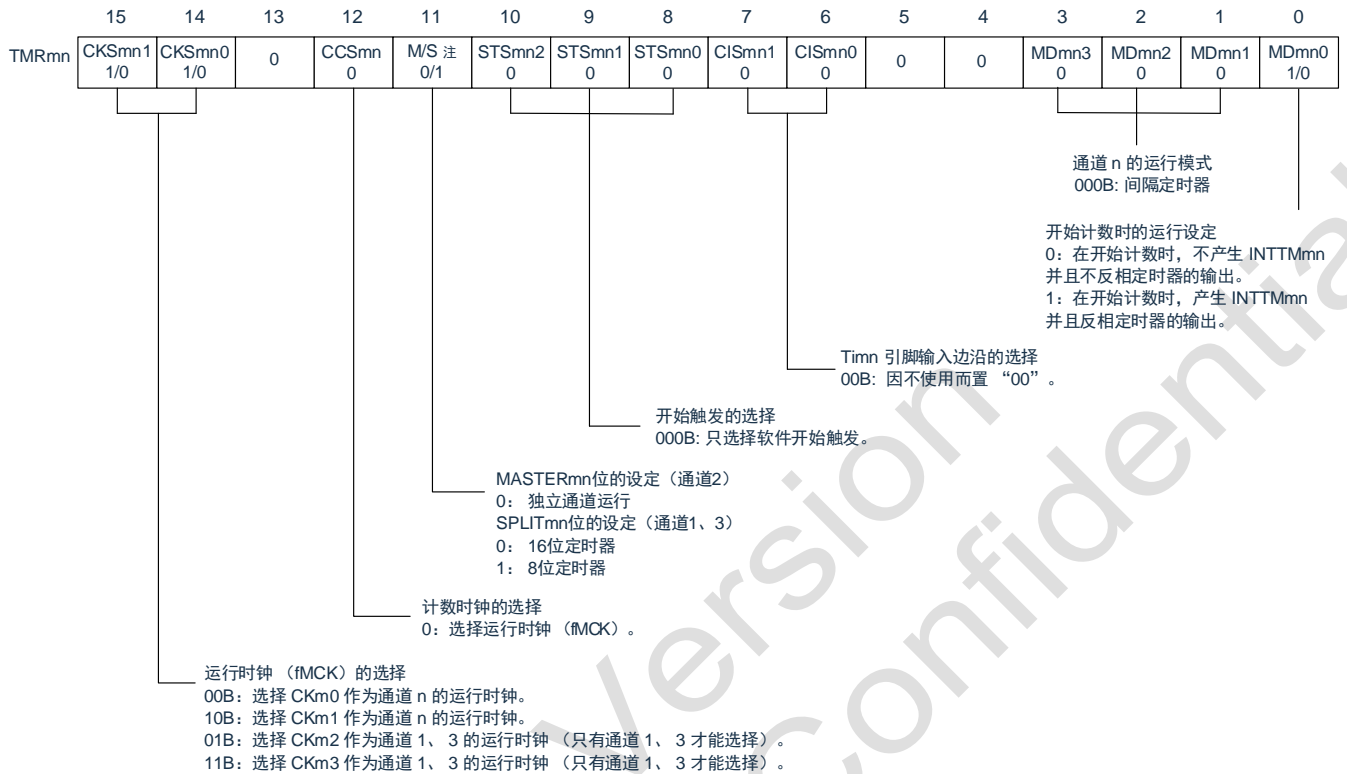 15 14 13 12 11 10 9 8 7 6 5 4 3 2 1 0
TMRmn CKSmn1 CKSmn0 0 CCSmn M/S 注 STSmn2 STSmn1 STSmn0 CISmn1 CISmn0 0 0 MDmn3 MDmn2 MDmn1 MDmn0
1/0 1/0 0 0/1 0 0 0 0 0 0 0 0 1/0
通道 n 的运行模式
000B: 间隔定时器
开始计数时的运行设定
0：在开始计数时，不产生 INTTMmn
并且不反相定时器的输出。
1：在开始计数时，产生 INTTMmn
并且反相定时器的输出。
Timn 引脚输入边沿的选择
00B: 因不使用而置 “00”。
开始触发的选择
000B: 只选择软件开始触发。
MASTERmn位的设定（通道2）
0： 独立通道运行
SPLITmn位的设定（通道1、3）
0： 16位定时器
1： 8位定时器
计数时钟的选择
0：选择运行时钟 （fMCK）。
运行时钟 （fMCK）的选择
00B：选择 CKm0 作为通道 n 的运行时钟。
10B：选择 CKm1 作为通道 n 的运行时钟。
01B：选择 CKm2 作为通道 1、 3 的运行时钟 （只有通道 1、 3 才能选择）。
11B：选择 CKm3 作为通道 1、 3 的运行时钟 （只有通道 1、 3 才能选择）。
Version
Confidential